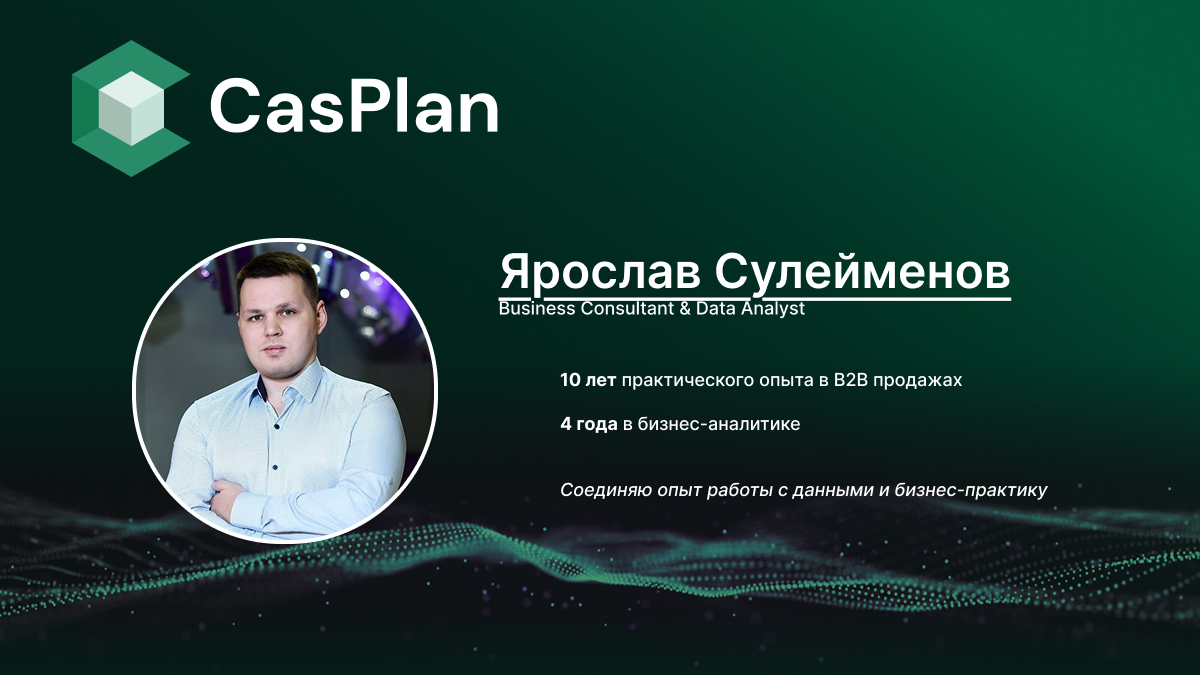 CasPlan
Ярослав Сулейменов
Business Consultant & Data Analyst
10 лет практического опыта в B2B продажах
4 года в бизнес-аналитике
Соединяю опыт работы с данными и бизнес-практику